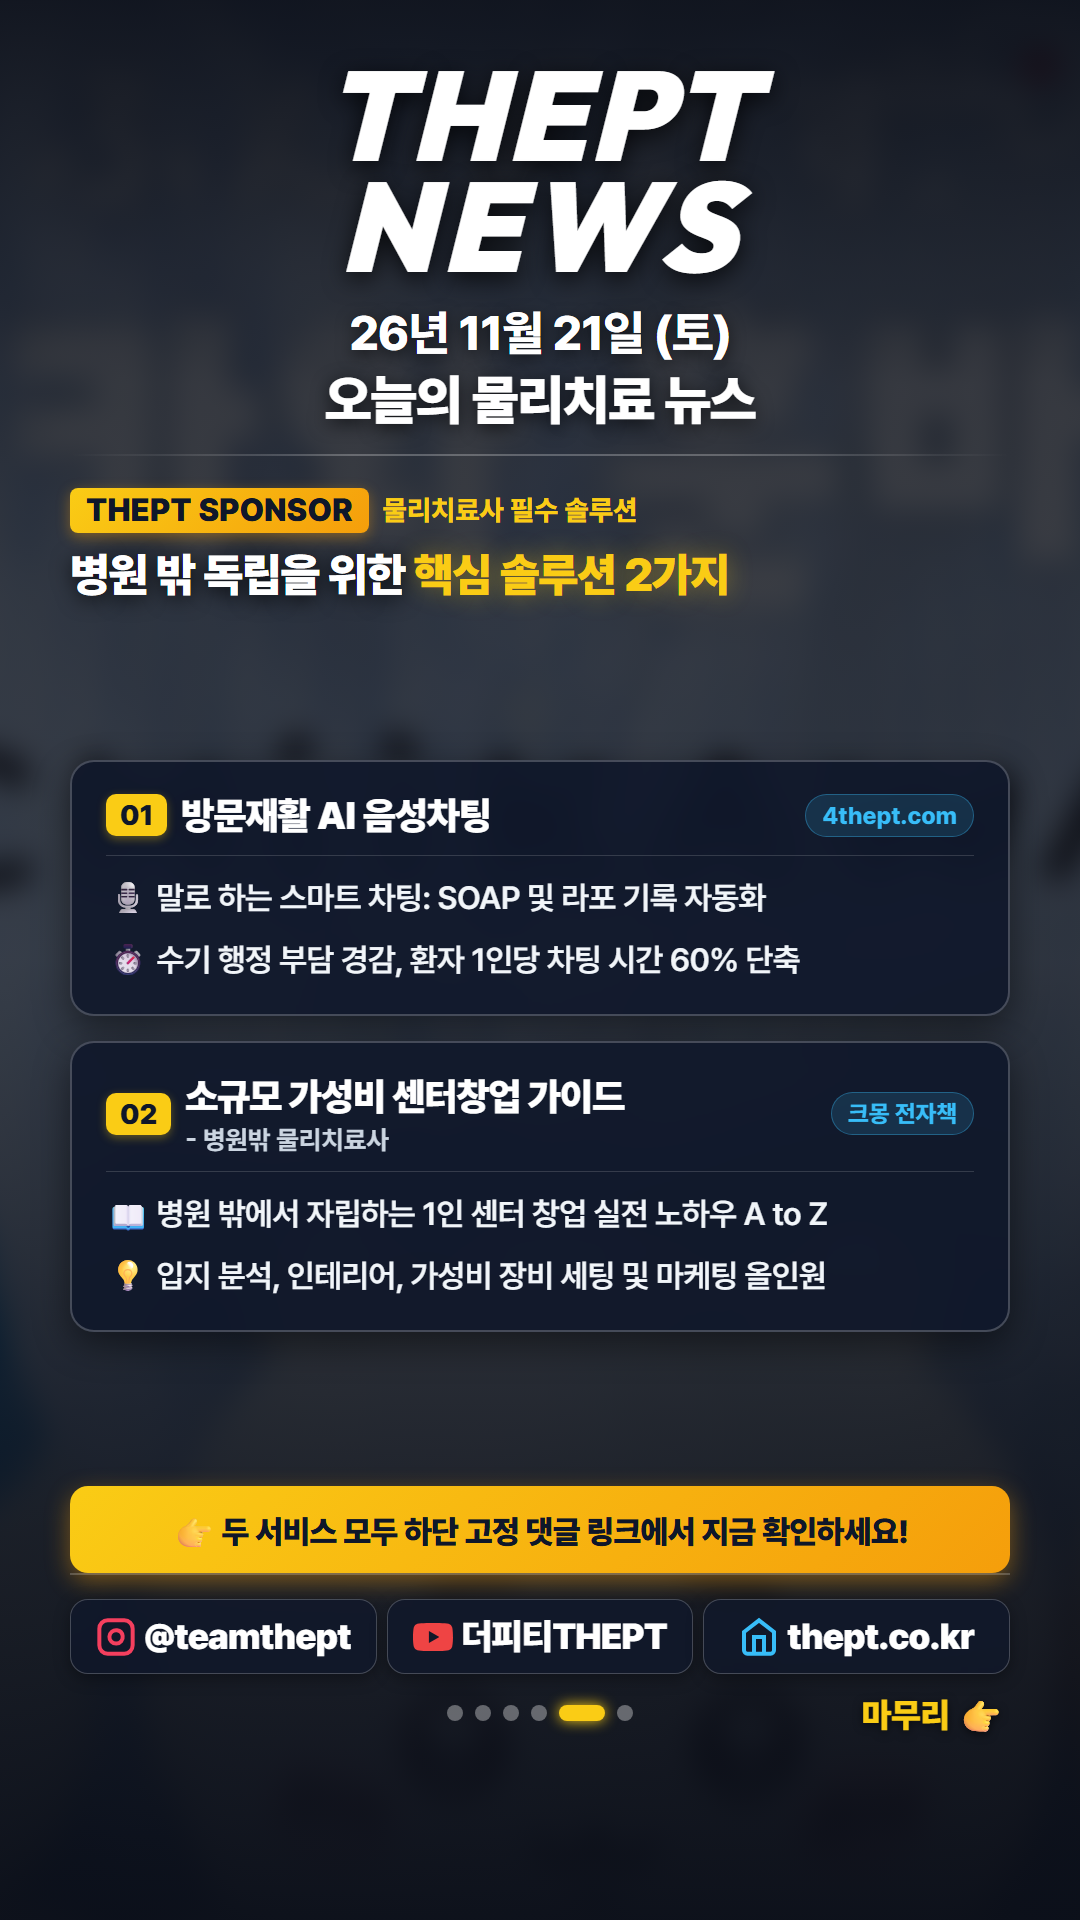 THEPT
NEWS
26년 11월 21일 (토)
오늘의 물리치료 뉴스
THEPT SPONSOR 물리치료사 필수 솔루션
병원 밖 독립을 위한 핵심 솔루션 2가지
01 방문재활 AI 음성차팅 4thept.com
🎙️ 말로 하는 스마트 차팅: SOAP 및 라포 기록 자동화
⏱️ 수기 행정 부담 경감, 환자 1인당 차팅 시간 60% 단축
02 소규모 가성비 센터창업 가이드 크몽 전자책
- 병원밖 물리치료사
📖 병원 밖에서 자립하는 1인 센터 창업 실전 노하우 A to Z
💡 입지 분석, 인테리어, 가성비 장비 세팅 및 마케팅 올인원
👉 두 서비스 모두 하단 고정 댓글 링크에서 지금 확인하세요!
@teamthept 더피티THEPT thept.co.kr
마무리 👉